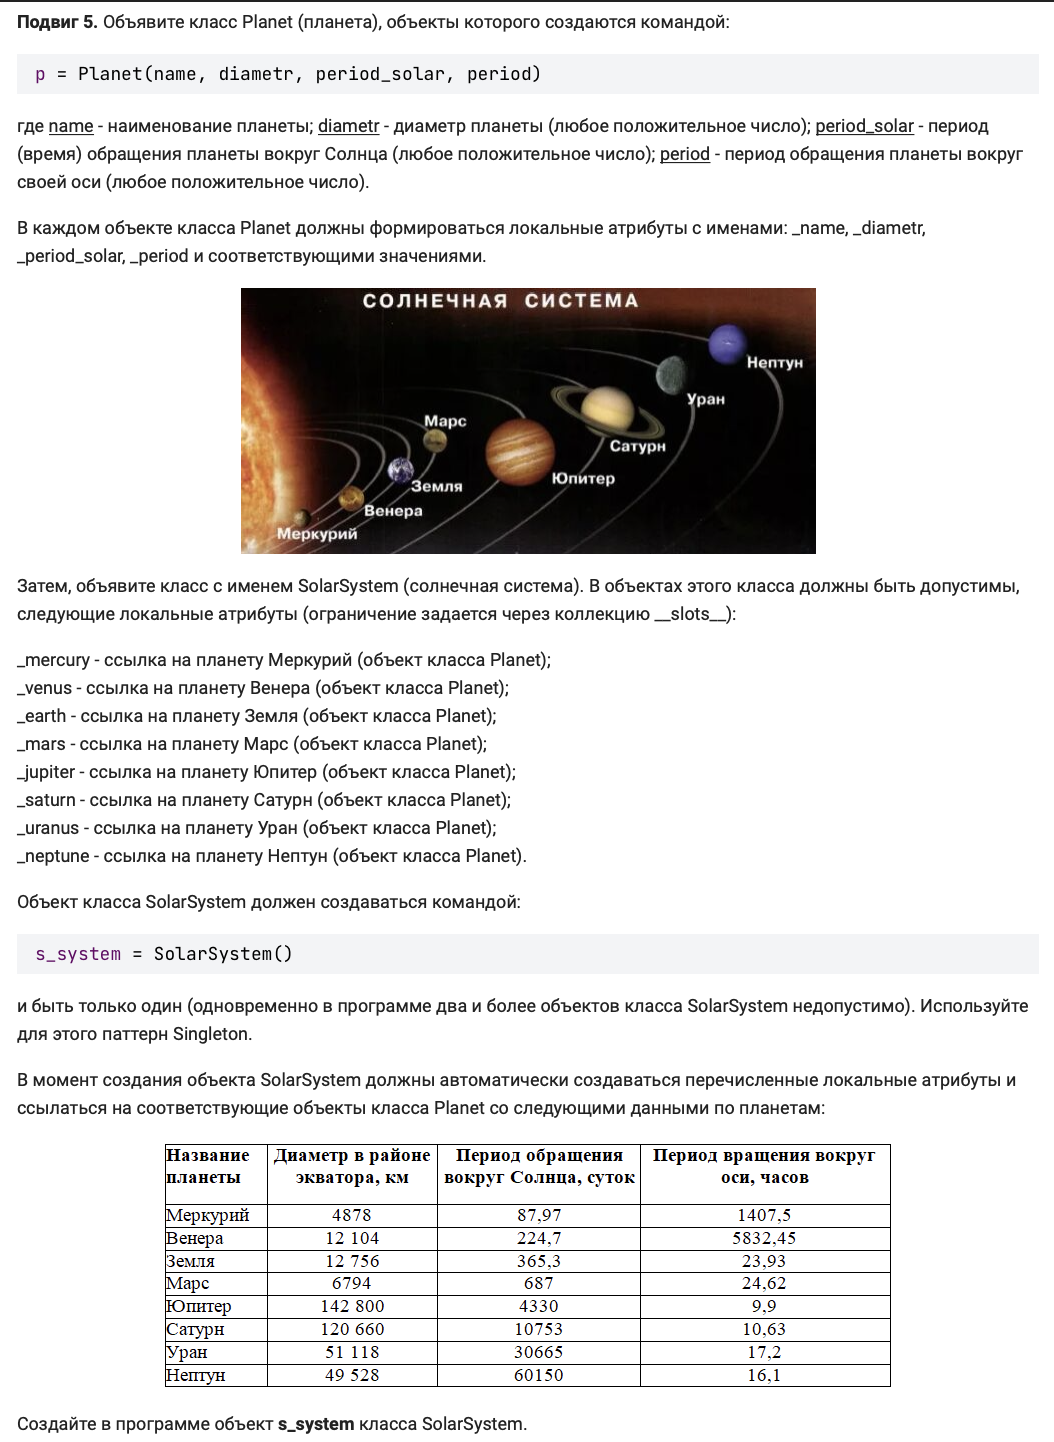 Подвиг 5. Объявите класс Planet (планета), объекты которого создаются командой:
p = Planet(name, diametr, period_solar, period)
где name - наименование планеты; diametr - диаметр планеты (любое положительное число); period_solar - период
(время) обращения планеты вокруг Солнца (любое положительное число); period - период обращения планеты вокруг
своей оси (любое положительное число).
В каждом объекте класса Planet должны формироваться локальные атрибуты с именами: _name, _diametr,
_period_solar, _period и соответствующими значениями.
СОЛНЕЧНАЯ СИСТЕМА
Нептун
Уран
Марс
Сатурн
Юпитер
Земля
Венера
Меркурий
Затем, объявите класс с именем SolarSystem (солнечная система). В объектах этого класса должны быть допустимы,
следующие локальные атрибуты (ограничение задается через коллекцию __slots__):
_mercury - ссылка на планету Меркурий (объект класса Planet);
_venus - ссылка на планету Венера (объект класса Planet);
_earth - ссылка на планету Земля (объект класса Planet);
_mars - ссылка на планету Марс (объект класса Planet);
_jupiter - ссылка на планету Юпитер (объект класса Planet);
_saturn - ссылка на планету Сатурн (объект класса Planet);
_uranus - ссылка на планету Уран (объект класса Planet);
_neptune - ссылка на планету Нептун (объект класса Planet).
Объект класса SolarSystem должен создаваться командой:
s_system = SolarSystem()
и быть только один (одновременно в программе два и более объектов класса SolarSystem недопустимо). Используйте
для этого паттерн Singleton.
В момент создания объекта SolarSystem должны автоматически создаваться перечисленные локальные атрибуты и
ссылаться на соответствующие объекты класса Planet со следующими данными по планетам:
Название Диаметр в районе Период обращения Период вращения вокруг
планеты экватора, км вокруг Солнца, суток оси, часов
Меркурий 4878 87,97 1407,5
Венера 12 104 224,7 5832,45
Земля 12 756 365,3 23,93
Марс 6794 687 24,62
Юпитер 142 800 4330 9,9
Сатурн 120 660 10753 10,63
Уран 51 118 30665 17,2
Нептун 49 528 60150 16,1
Создайте в программе объект s_system класса SolarSystem.